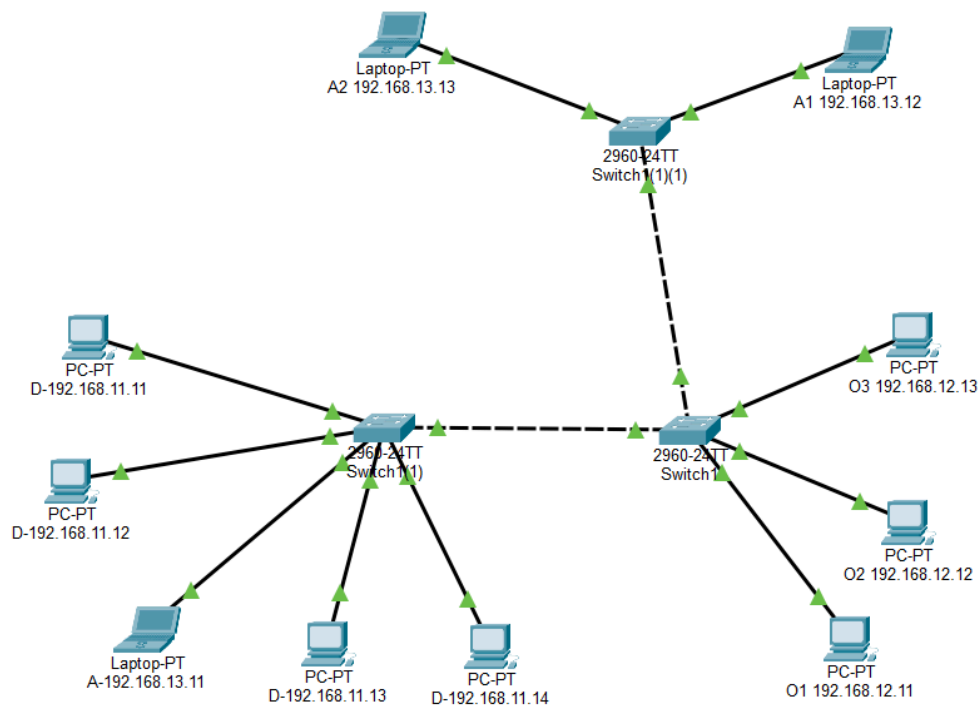 Laptop-PT
A2 192.168.13.13
Laptop-PT
A1 192.168.13.12
2960-24TT
Switch1(1)(1)
PC-PT
D-192.168.11.11
PC-PT
O3 192.168.12.13
2960-24TT
Switch1(1)
2960-24TT
Switch1
PC-PT
D-192.168.11.12
PC-PT
O2 192.168.12.12
Laptop-PT
A-192.168.13.11
PC-PT
D-192.168.11.13
PC-PT
D-192.168.11.14
PC-PT
O1 192.168.12.11